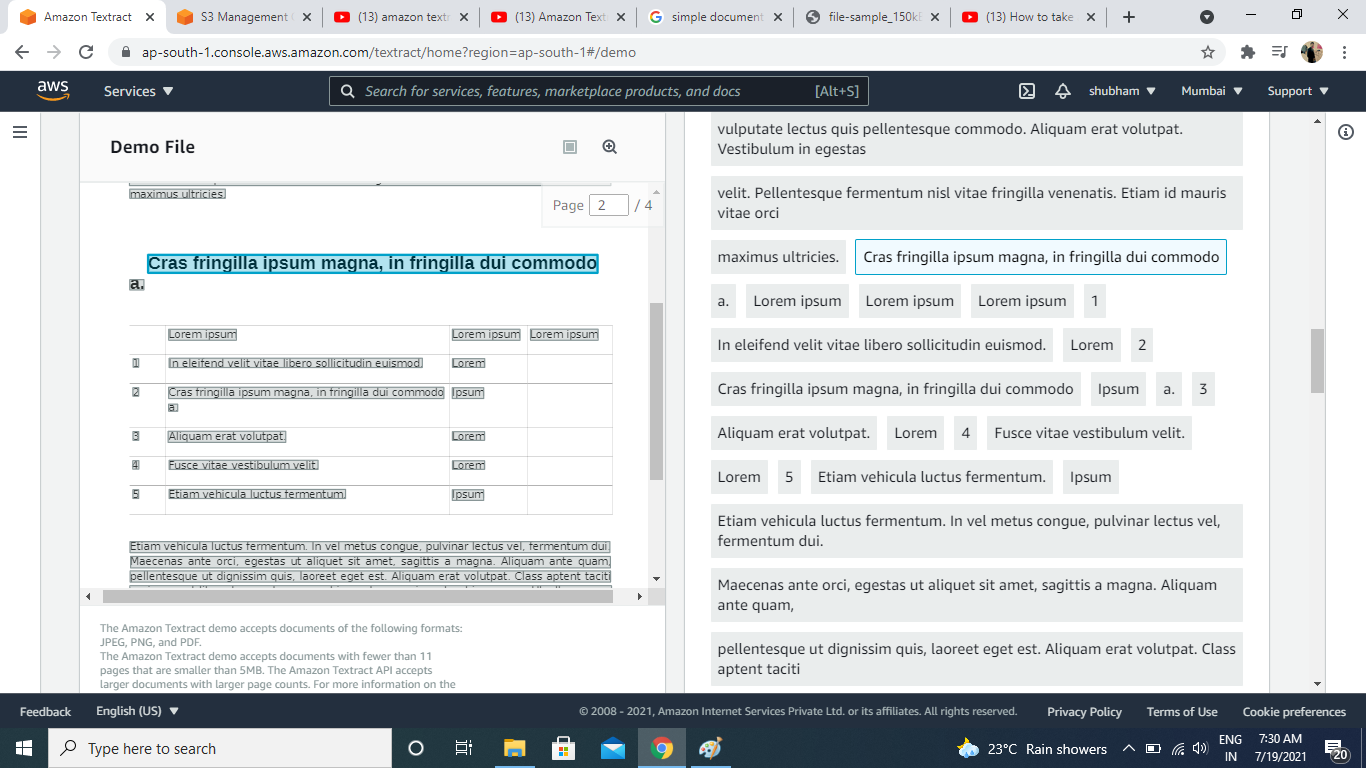 Amazon Textract
S3 Management
(13) amazon textr
(13) Amazon Text
simple document
file-sample_150k
(13) How to take
ap-south-1.console.aws.amazon.com/textract/home?region=ap-south-1#/demo
aws
Services
Search for services, features, marketplace products, and docs
[Alt+S]
shubham
Mumbai
Support
Demo File
Page 2 / 4
maximus ultricies.
Cras fringilla ipsum magna, in fringilla dui commodo
a.
Lorem ipsum Lorem ipsum Lorem ipsum
1 In eleifend velit vitae libero sollicitudin euismod. Lorem
2 Cras fringilla ipsum magna, in fringilla dui commodo Ipsum
a.
3 Aliquam erat volutpat. Lorem
4 Fusce vitae vestibulum velit. Lorem
5 Etiam vehicula luctus fermentum. Ipsum
Etiam vehicula luctus fermentum. In vel metus congue, pulvinar lectus vel, fermentum dui.
Maecenas ante orci, egestas ut aliquet sit amet, sagittis a magna. Aliquam ante quam,
pellentesque ut dignissim quis, laoreet eget est. Aliquam erat volutpat. Class aptent taciti
The Amazon Textract demo accepts documents of the following formats:
JPEG, PNG, and PDF.
The Amazon Textract demo accepts documents with fewer than 11
pages that are smaller than 5MB. The Amazon Textract API accepts
larger documents with larger page counts. For more information on the
vulputate lectus quis pellentesque commodo. Aliquam erat volutpat.
Vestibulum in egestas
velit. Pellentesque fermentum nisl vitae fringilla venenatis. Etiam id mauris
vitae orci
maximus ultricies. Cras fringilla ipsum magna, in fringilla dui commodo
a. Lorem ipsum Lorem ipsum Lorem ipsum 1
In eleifend velit vitae libero sollicitudin euismod. Lorem 2
Cras fringilla ipsum magna, in fringilla dui commodo Ipsum a. 3
Aliquam erat volutpat. Lorem 4 Fusce vitae vestibulum velit.
Lorem 5 Etiam vehicula luctus fermentum. Ipsum
Etiam vehicula luctus fermentum. In vel metus congue, pulvinar lectus vel,
fermentum dui.
Maecenas ante orci, egestas ut aliquet sit amet, sagittis a magna. Aliquam
ante quam,
pellentesque ut dignissim quis, laoreet eget est. Aliquam erat volutpat. Class
aptent taciti
Feedback
English (US)
© 2008 - 2021, Amazon Internet Services Private Ltd. or its affiliates. All rights reserved.
Privacy Policy
Terms of Use
Cookie preferences
Type here to search
23°C Rain showers
ENG
IN
7:30 AM
7/19/2021
20